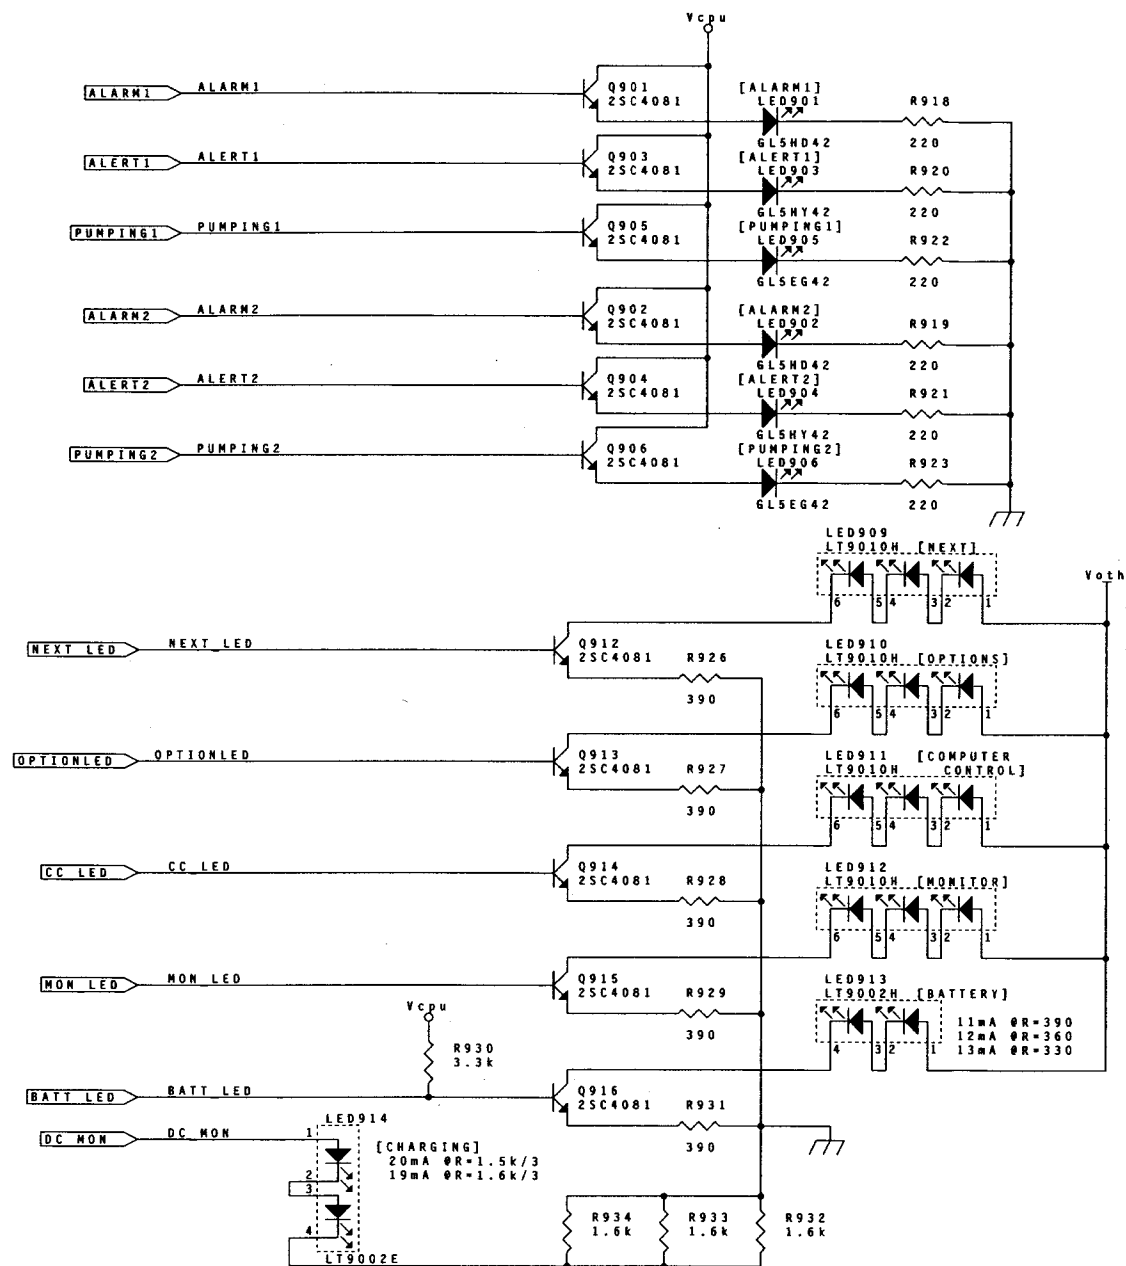 Vcpu
ALARM1 ALARM1 Q901 [ALARM1]
2SC4081 LED901 R918
GL5HD42 220
ALERT1 ALERT1 Q903 [ALERT1]
2SC4081 LED903 R920
GL5HY42 220
PUMPING1 PUMPING1 Q905 [PUMPING1]
2SC4081 LED905 R922
GL5EG42 220
ALARM2 ALARM2 Q902 [ALARM2]
2SC4081 LED902 R919
GL5HD42 220
ALERT2 ALERT2 Q904 [ALERT2]
2SC4081 LED904 R921
GL5HY42 220
PUMPING2 PUMPING2 Q906 [PUMPING2]
2SC4081 LED906 R923
GL5EG42 220
LED909
LT9010H [NEXT]
Voth
6 5 4 3 2 1
NEXT_LED NEXT_LED Q912
2SC4081 R926
390
LED910
LT9010H [OPTIONS]
6 5 4 3 2 1
OPTIONLED OPTIONLED Q913
2SC4081 R927
390
LED911 [COMPUTER
LT9010H CONTROL]
6 5 4 3 2 1
CC_LED CC_LED Q914
2SC4081 R928
390
LED912
LT9010H [MONITOR]
6 5 4 3 2 1
MON_LED MON_LED Q915
2SC4081 R929
390
LED913
LT9002H [BATTERY]
4 3 2 1
11mA @R=390
12mA @R=360
13mA @R=330
Vcpu
R930
3.3k
BATT_LED BATT_LED Q916
2SC4081 R931
390
DC_MON DC_MON
LED914
1
2
3
4
LT9002E
[CHARGING]
20mA @R=1.5k/3
19mA @R=1.6k/3
R934 R933 R932
1.6k 1.6k 1.6k